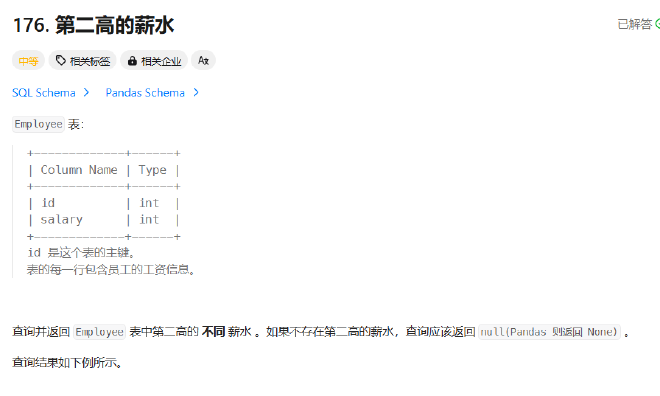 176. 第二高的薪水
已解答
中等 相关标签 相关企业 Aあ
SQL Schema > Pandas Schema >
Employee 表：
+-------------+------+
| Column Name | Type |
+-------------+------+
| id          | int  |
| salary      | int  |
+-------------+------+
id 是这个表的主键。
表的每一行包含员工的工资信息。
查询并返回 Employee 表中第二高的 不同 薪水 。如果不存在第二高的薪水，查询应该返回 null(Pandas 则返回 None) 。
查询结果如下例所示。